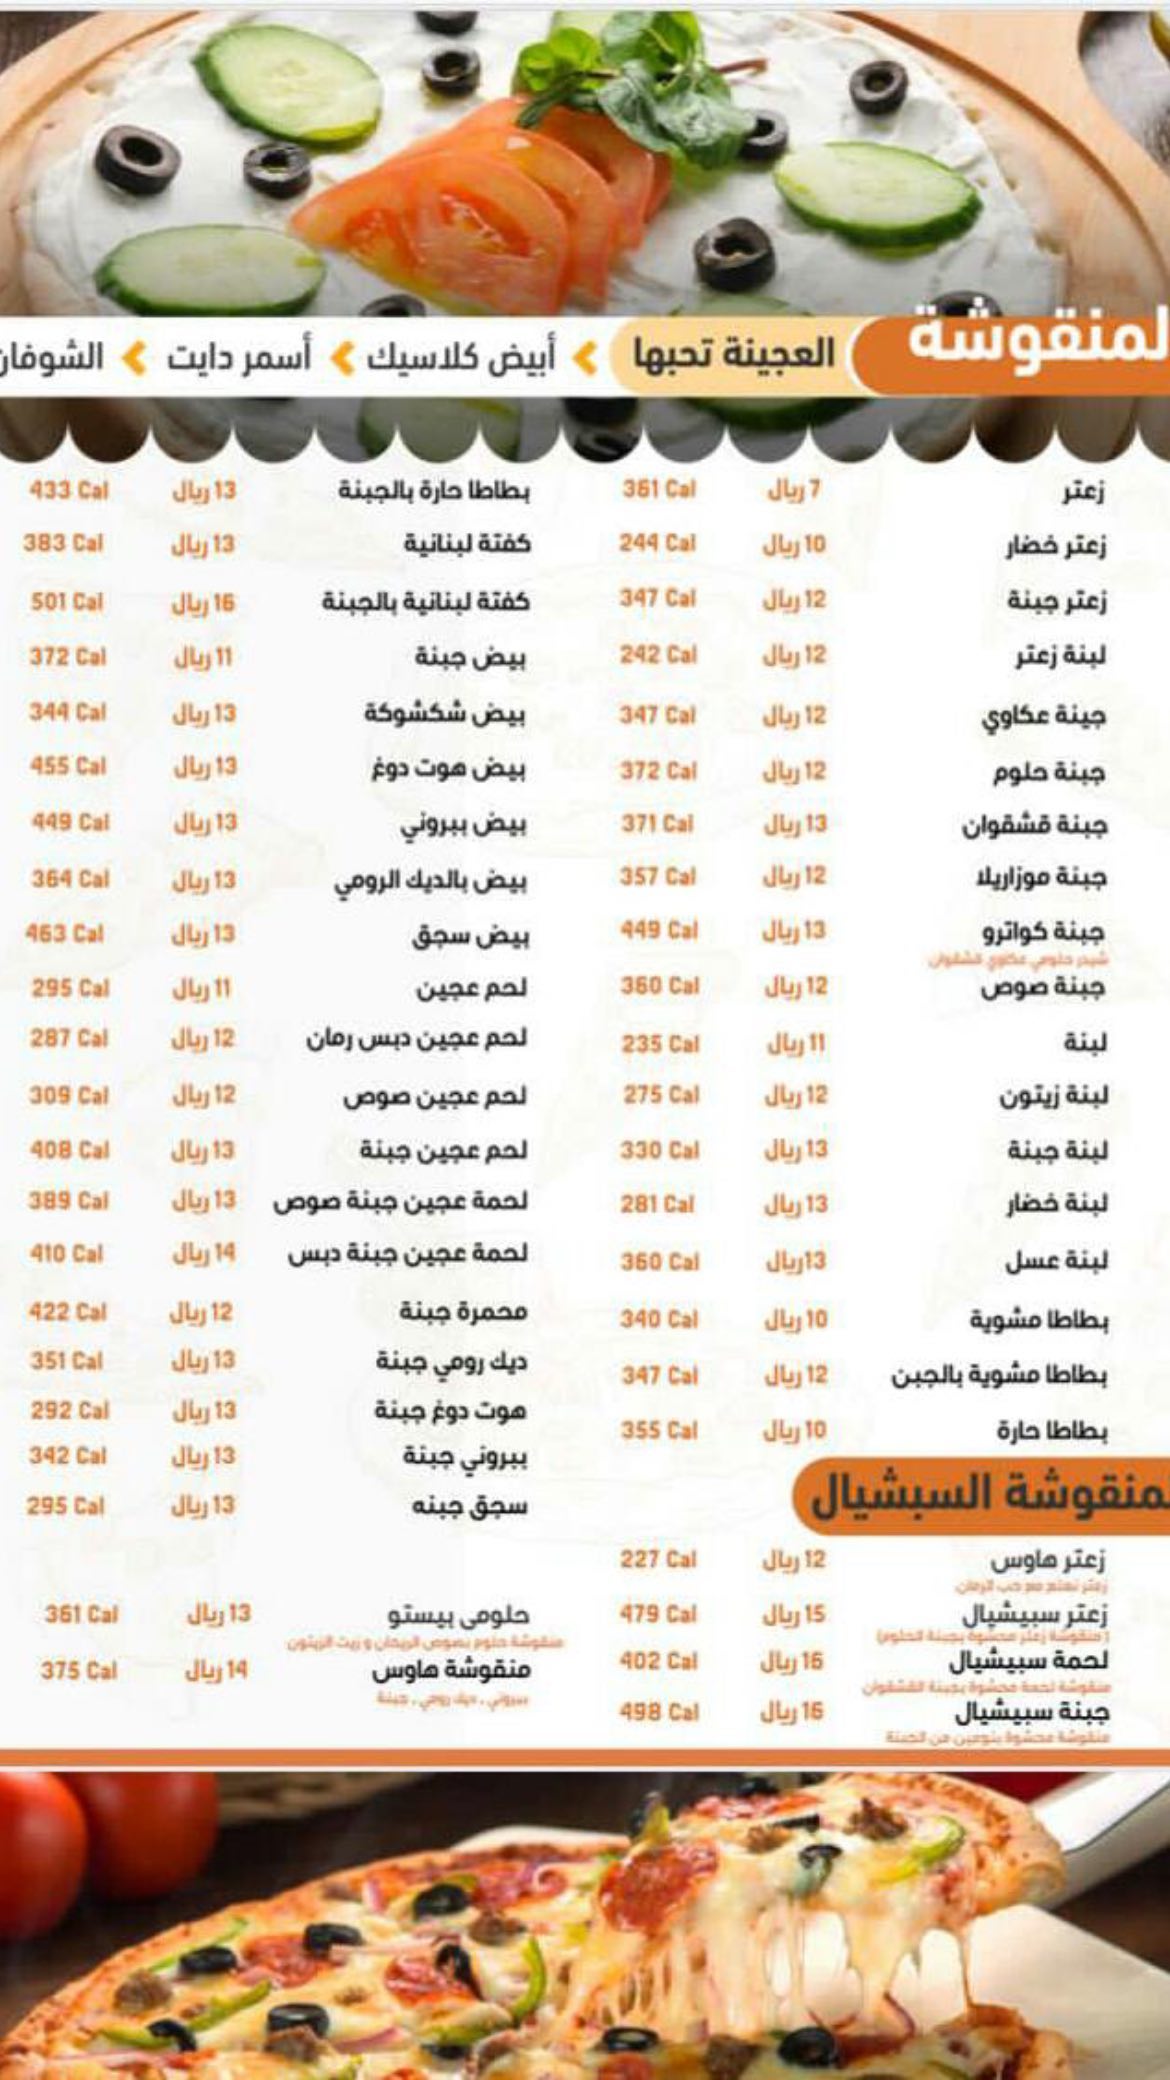 لمنقوشة
العجينة تحبها › أبيض كلاسيك › أسمر دايت › الشوفان
زعتر 7 ريال 361 Cal
زعتر خضار 10 ريال 244 Cal
زعتر جبنة 12 ريال 347 Cal
لبنة زعتر 12 ريال 242 Cal
جبنة عكاوي 12 ريال 347 Cal
جبنة حلوم 12 ريال 372 Cal
جبنة قشقوان 13 ريال 371 Cal
جبنة موزاريلا 12 ريال 357 Cal
جبنة كواترو 13 ريال 449 Cal
شيدر حلومي عكاوي قشقوان
جبنة صوص 12 ريال 360 Cal
لبنة 11 ريال 235 Cal
لبنة زيتون 12 ريال 275 Cal
لبنة جبنة 13 ريال 330 Cal
لبنة خضار 13 ريال 281 Cal
لبنة عسل 13ريال 360 Cal
بطاطا مشوية 10 ريال 340 Cal
بطاطا مشوية بالجبن 12 ريال 347 Cal
بطاطا حارة 10 ريال 355 Cal
بطاطا حارة بالجبنة 13 ريال 433 Cal
كفتة لبنانية 13 ريال 383 Cal
كفتة لبنانية بالجبنة 16 ريال 501 Cal
بيض جبنة 11 ريال 372 Cal
بيض شكشوكة 13 ريال 344 Cal
بيض هوت دوغ 13 ريال 455 Cal
بيض ببروني 13 ريال 449 Cal
بيض بالديك الرومي 13 ريال 364 Cal
بيض سجق 13 ريال 463 Cal
لحم عجين 11 ريال 295 Cal
لحم عجين دبس رمان 12 ريال 287 Cal
لحم عجين صوص 12 ريال 309 Cal
لحم عجين جبنة 13 ريال 408 Cal
لحمة عجين جبنة صوص 13 ريال 389 Cal
لحمة عجين جبنة دبس 14 ريال 410 Cal
محمرة جبنة 12 ريال 422 Cal
ديك رومي جبنة 13 ريال 351 Cal
هوت دوغ جبنة 13 ريال 292 Cal
ببروني جبنة 13 ريال 342 Cal
سجق جبنه 13 ريال 295 Cal
لمنقوشة السبشيال
زعتر هاوس 12 ريال 227 Cal
زعتر نعنع مع حب الرمان
زعتر سبيشيال 15 ريال 479 Cal
( منقوشة زعتر محشوة بجبنة الحلوم)
لحمة سبيشيال 16 ريال 402 Cal
منقوشة لحمة محشوة بجبنة القشقوان
جبنة سبيشيال 16 ريال 498 Cal
منقوشة محشوة بنوعين من الجبنة
حلومي بيستو 13 ريال 361 Cal
منقوشة حلوم بصوص الريحان و زيت الزيتون
منقوشة هاوس 14 ريال 375 Cal
ببروني ، ديك رومي ، جبنة